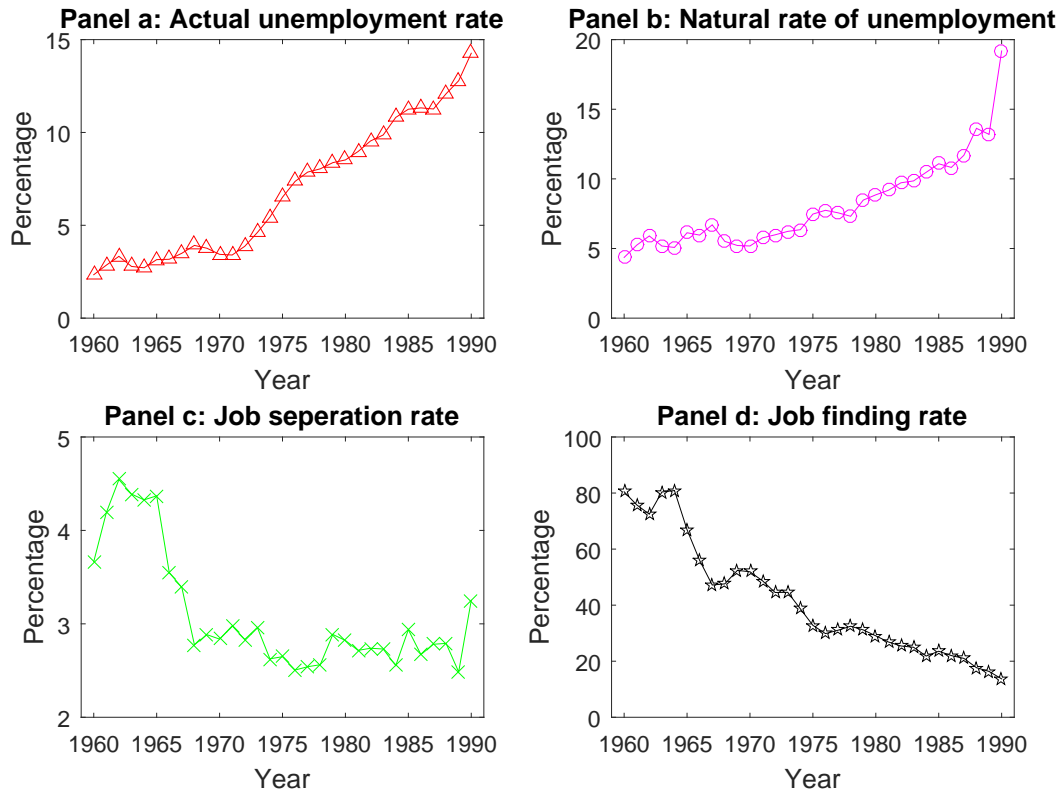 Panel a: Actual unemployment rate
15
10
5
0
Percentage
1960 1965 1970 1975 1980 1985 1990
Year
Panel b: Natural rate of unemployment
20
15
10
5
0
Percentage
1960 1965 1970 1975 1980 1985 1990
Year
Panel c: Job seperation rate
5
4
3
2
Percentage
1960 1965 1970 1975 1980 1985 1990
Year
Panel d: Job finding rate
100
80
60
40
20
0
Percentage
1960 1965 1970 1975 1980 1985 1990
Year